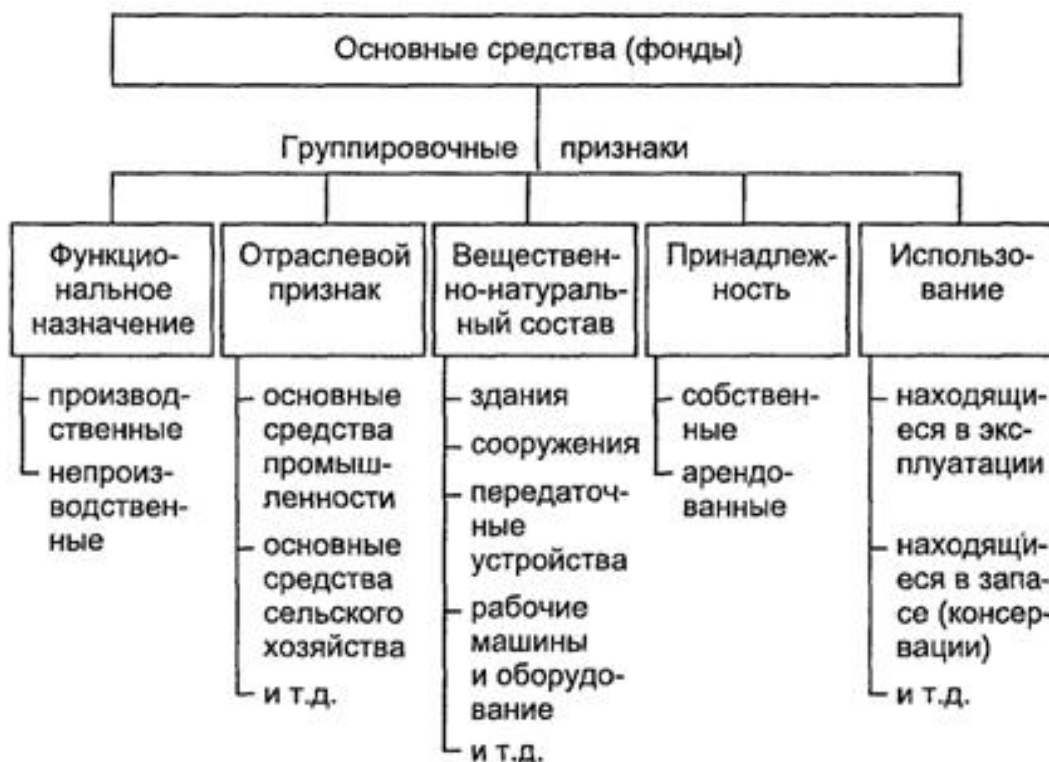 Основные средства (фонды)
Группировочные признаки
Функцио-
нальное
назначение
производ-
ственные
непроиз-
водствен-
ные
Отраслевой
признак
основные
средства
промыш-
ленности
основные
средства
сельского
хозяйства
и т.д.
Веществен-
но-натураль-
ный состав
здания
сооружения
передаточ-
ные
устройства
рабочие
машины
и оборудо-
вание
и т.д.
Принадлеж-
ность
собствен-
ные
арендо-
ванные
Использо-
вание
находящи-
еся в экс-
плуатации
находящи-
еся в запа-
се (консер-
вации)
и т.д.